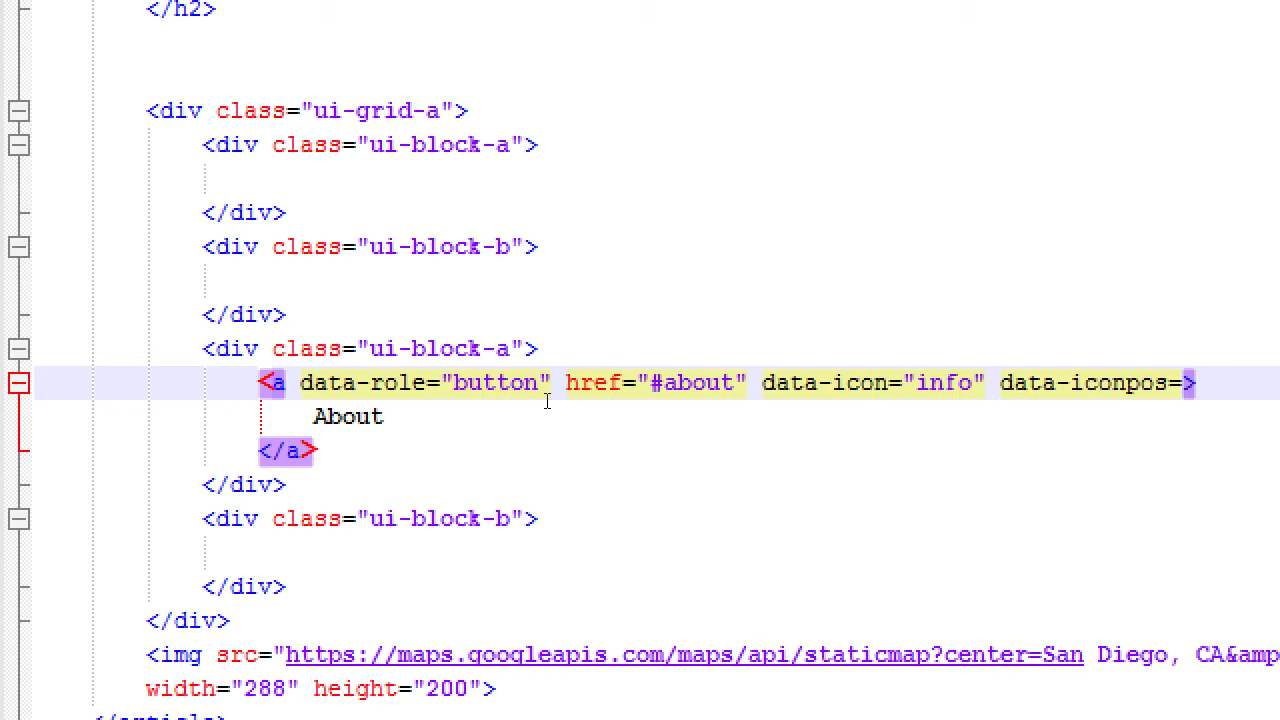 </h2>
<div class="ui-grid-a">
<div class="ui-block-a">
</div>
<div class="ui-block-b">
</div>
<div class="ui-block-a">
<a data-role="button" href="#about" data-icon="info" data-iconpos=>
About
</a>
</div>
<div class="ui-block-b">
</div>
</div>
<img src="https://maps.googleapis.com/maps/api/staticmap?center=San Diego, CA&amp
width="288" height="200">
</article>